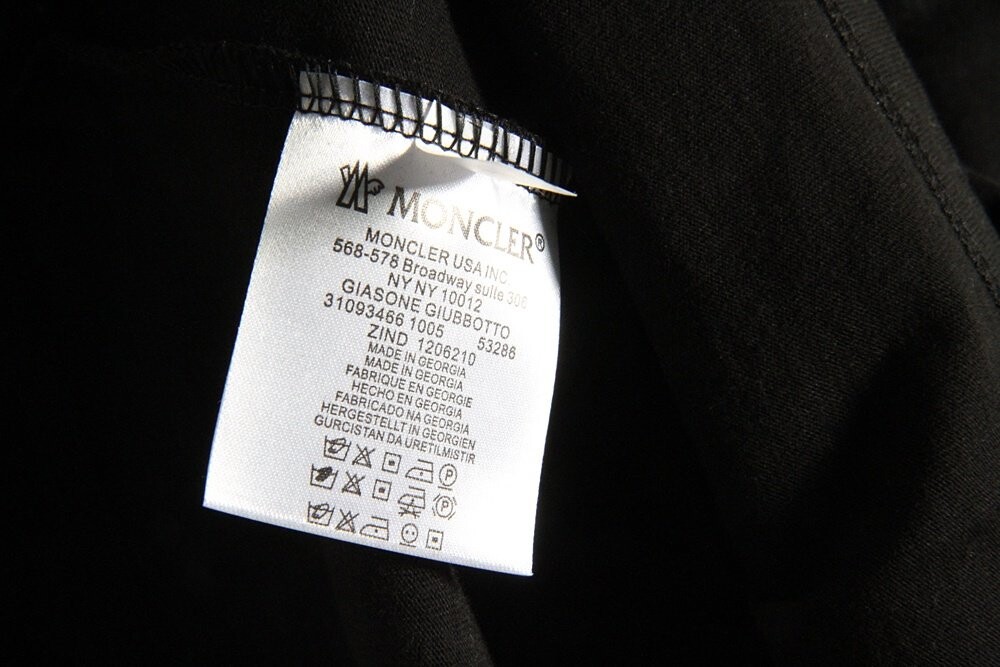 MONCLER®
MONCLER USA INC.
568-578 Broadway suite 306
NY NY 10012
GIASONE GIUBBOTTO
31093466 1005 53286
ZIND 1206210
MADE IN GEORGIA
MADE IN GEORGIA
FABRIQUE EN GEORGIE
HECHO EN GEORGIA
FABRICADO NA GEORGIA
HERGESTELLT IN GEORGIEN
GURCISTAN DA URETILMISTIR
P
P